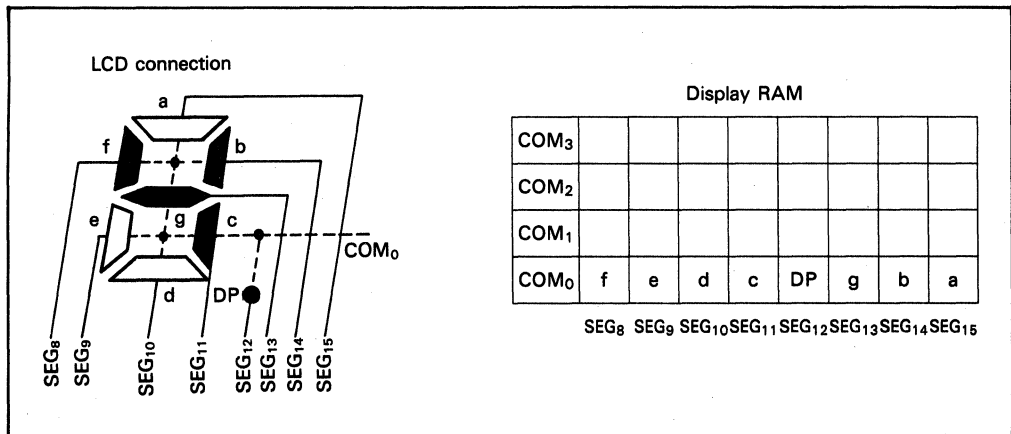 LCD connection
a
f
b
e
g
c
COM₀
d
DP
SEG₈
SEG₉
SEG₁₀
SEG₁₁
SEG₁₂
SEG₁₃
SEG₁₄
SEG₁₅
Display RAM
COM₃
COM₂
COM₁
COM₀ f e d c DP g b a
SEG₈ SEG₉ SEG₁₀ SEG₁₁ SEG₁₂ SEG₁₃ SEG₁₄ SEG₁₅